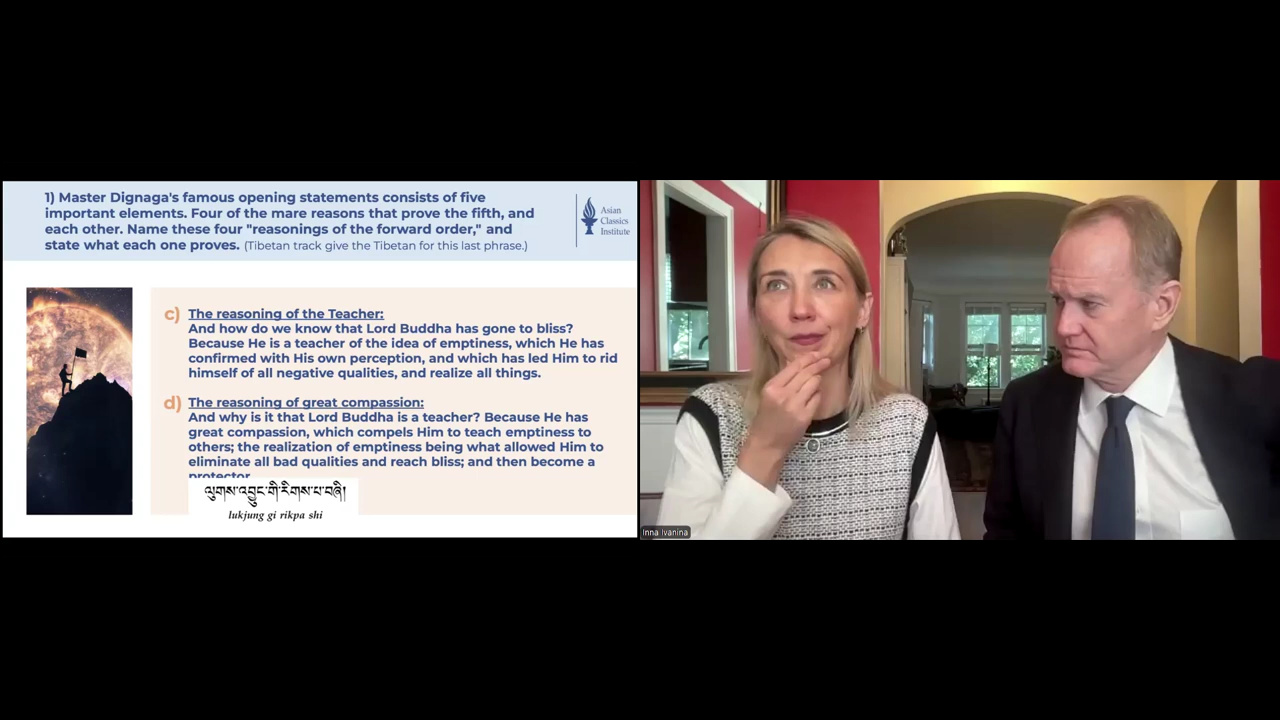 1) Master Dignaga's famous opening statements consists of five
important elements. Four of the mare reasons that prove the fifth, and
each other. Name these four "reasonings of the forward order," and
state what each one proves. (Tibetan track give the Tibetan for this last phrase.)
Asian
Classics
Institute
c) The reasoning of the Teacher:
And how do we know that Lord Buddha has gone to bliss?
Because He is a teacher of the idea of emptiness, which He has
confirmed with His own perception, and which has led Him to rid
himself of all negative qualities, and realize all things.
d) The reasoning of great compassion:
And why is it that Lord Buddha is a teacher? Because He has
great compassion, which compels Him to teach emptiness to
others; the realization of emptiness being what allowed Him to
eliminate all bad qualities and reach bliss; and then become a
protector
ལུགས་འབྱུང་གི་རིགས་པ་བཞི།
lukjung gi rikpa shi
Inna Ivanina